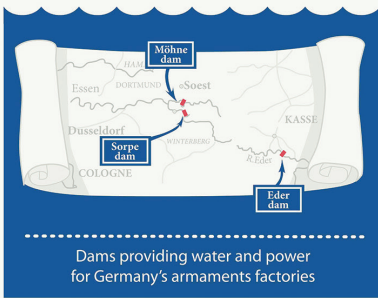 Möhne
dam
HAM
DORTMUND
Soest
Essen
Düsseldorf
KASSE
Sorpe
dam
WINTERBERG
R.Eder
COLOGNE
Eder
dam
Dams providing water and power
for Germany's armaments factories